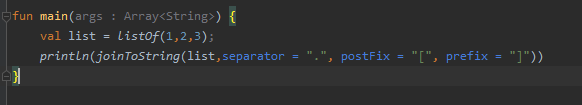 fun main(args : Array<String>) {
val list = listOf(1,2,3);
println(joinToString(list,separator = ".", postFix = "[", prefix = "]"))
}